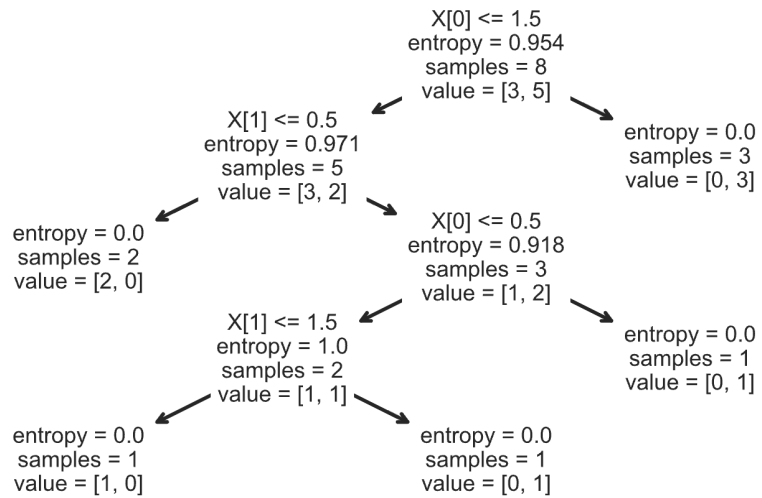 X[0] <= 1.5
entropy = 0.954
samples = 8
value = [3, 5]
X[1] <= 0.5
entropy = 0.971
samples = 5
value = [3, 2]
entropy = 0.0
samples = 3
value = [0, 3]
entropy = 0.0
samples = 2
value = [2, 0]
X[0] <= 0.5
entropy = 0.918
samples = 3
value = [1, 2]
X[1] <= 1.5
entropy = 1.0
samples = 2
value = [1, 1]
entropy = 0.0
samples = 1
value = [0, 1]
entropy = 0.0
samples = 1
value = [1, 0]
entropy = 0.0
samples = 1
value = [0, 1]